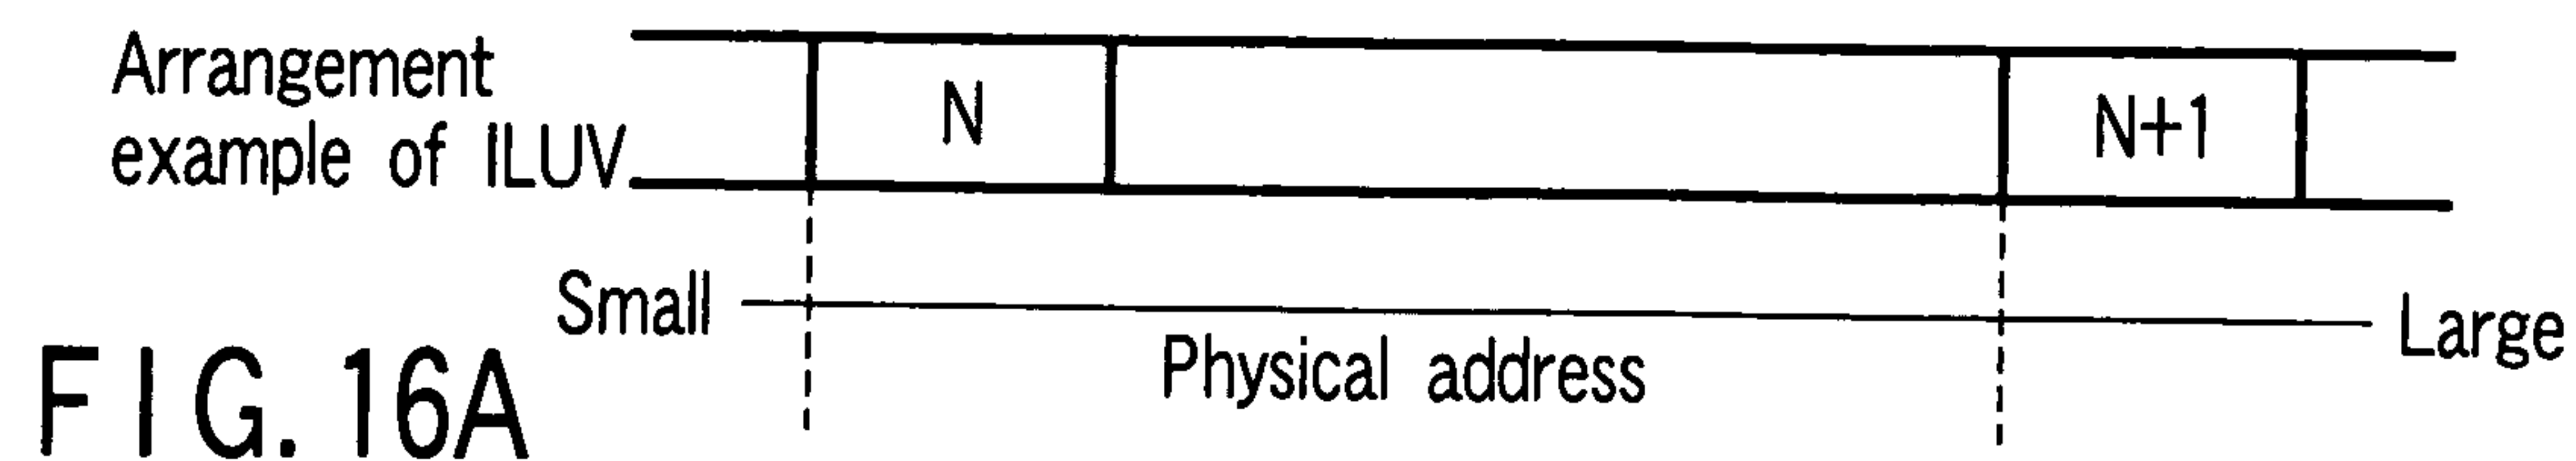 Arrangement
example of ILUV
N
N+1
Small
Large
Physical address
FIG. 16A